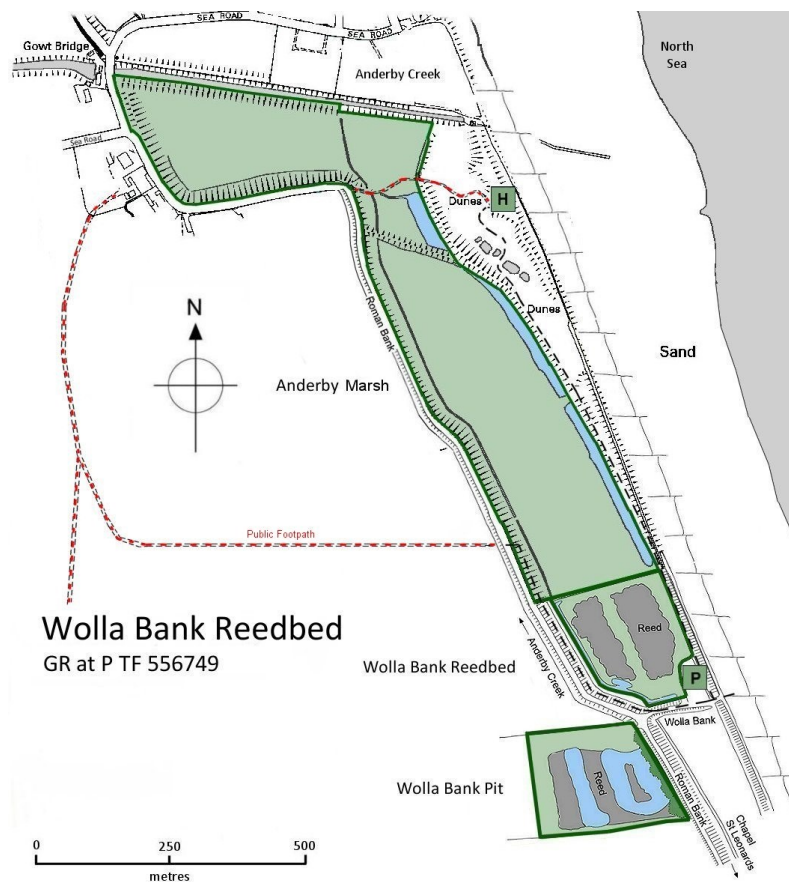 SEA ROAD
SEA ROAD
Gowt Bridge
North
Sea
Anderby Creek
Sea Road
H
Dunes
N
Roman Bank
Dunes
Sand
Anderby Marsh
Public Footpath
Wolla Bank Reedbed
GR at P TF 556749
Reed
Wolla Bank Reedbed
Anderby Creek
P
Wolla Bank
Wolla Bank Pit
Reed
Roman Bank
Chapel
St Leonards
0 250 500
metres